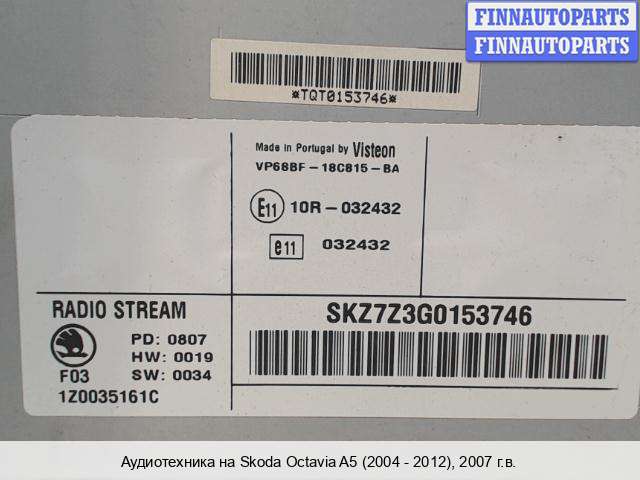 FINNAUTOPARTS
FINNAUTOPARTS
*TQT0153746*
Made in Portugal by Visteon
VP6BBF-18C815-BA
E11 10R-032432
e11 032432
RADIO STREAM
SKZ7Z3G0153746
PD: 0807
HW: 0019
F03 SW: 0034
1Z0035161C
Аудиотехника на Skoda Octavia A5 (2004 - 2012), 2007 г.в.